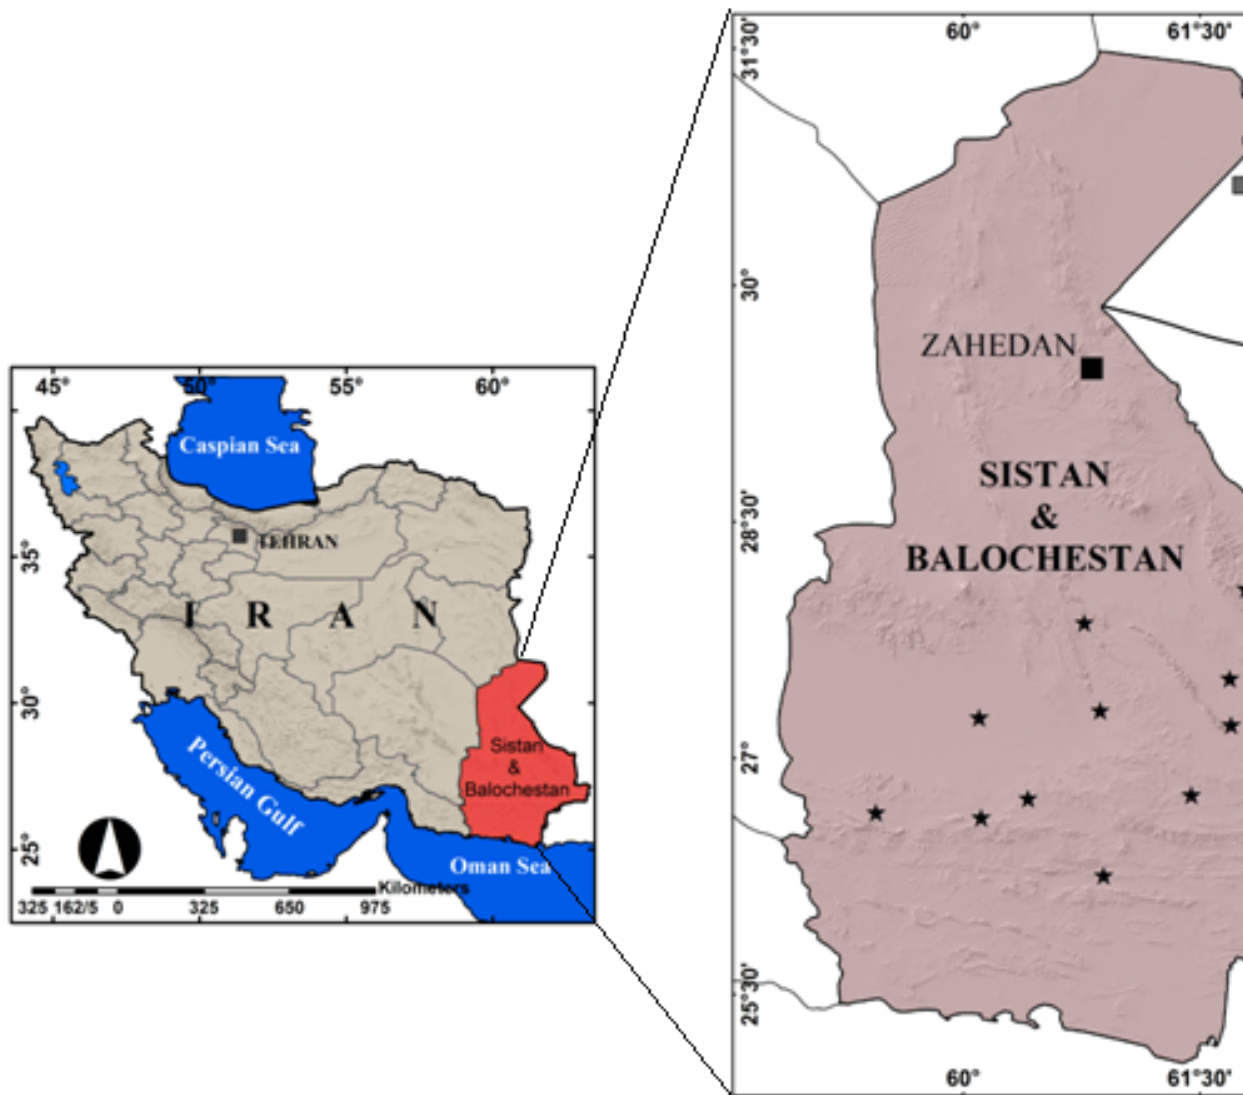 60°
61°30'
31°30'
30°
ZAHEDAN
SISTAN
&
BALOCHESTAN
28°30'
27°
25°30'
60°
61°30'
45°
50°
55°
60°
Caspian Sea
TEHRAN
35°
I R A N
30°
Sistan
&
Balochestan
Persian Gulf
25°
Oman Sea
Kilometers
325 162/5 0 325 650 975